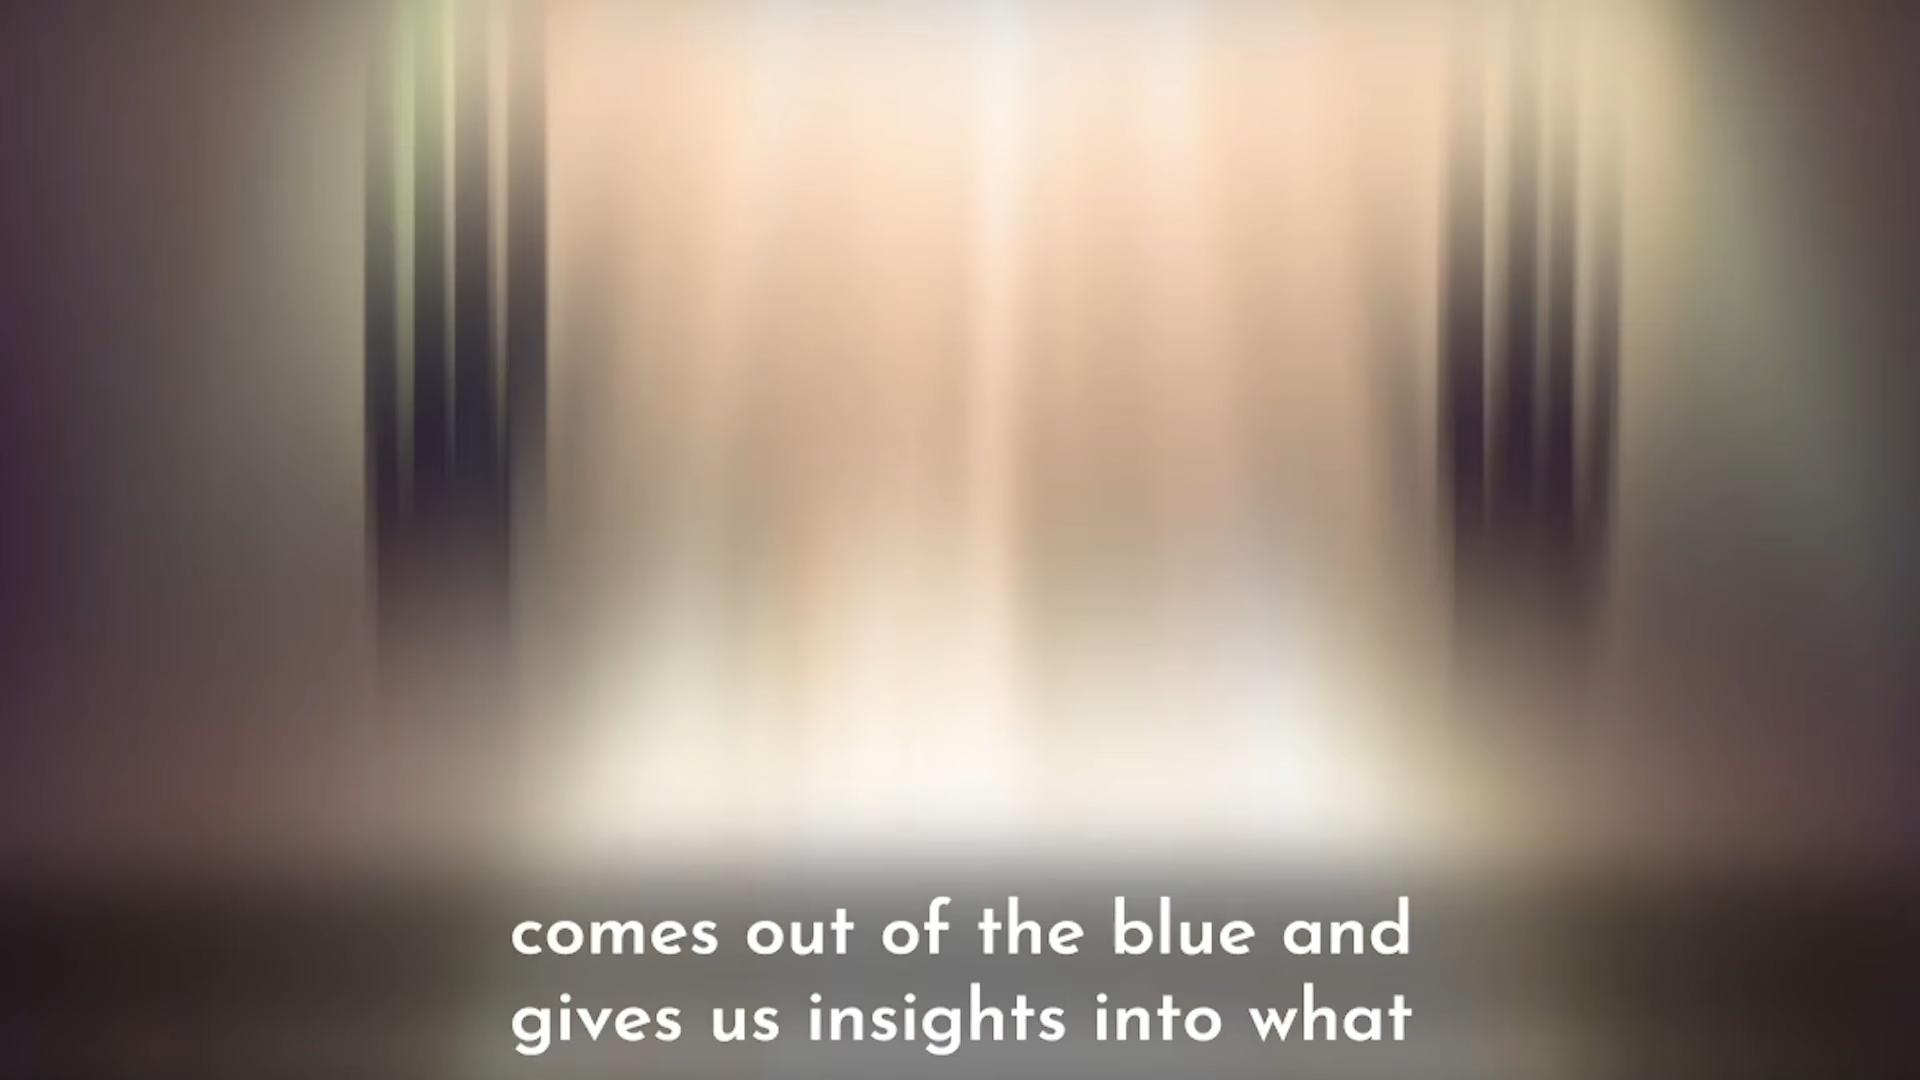 comes out of the blue and
gives us insights into what